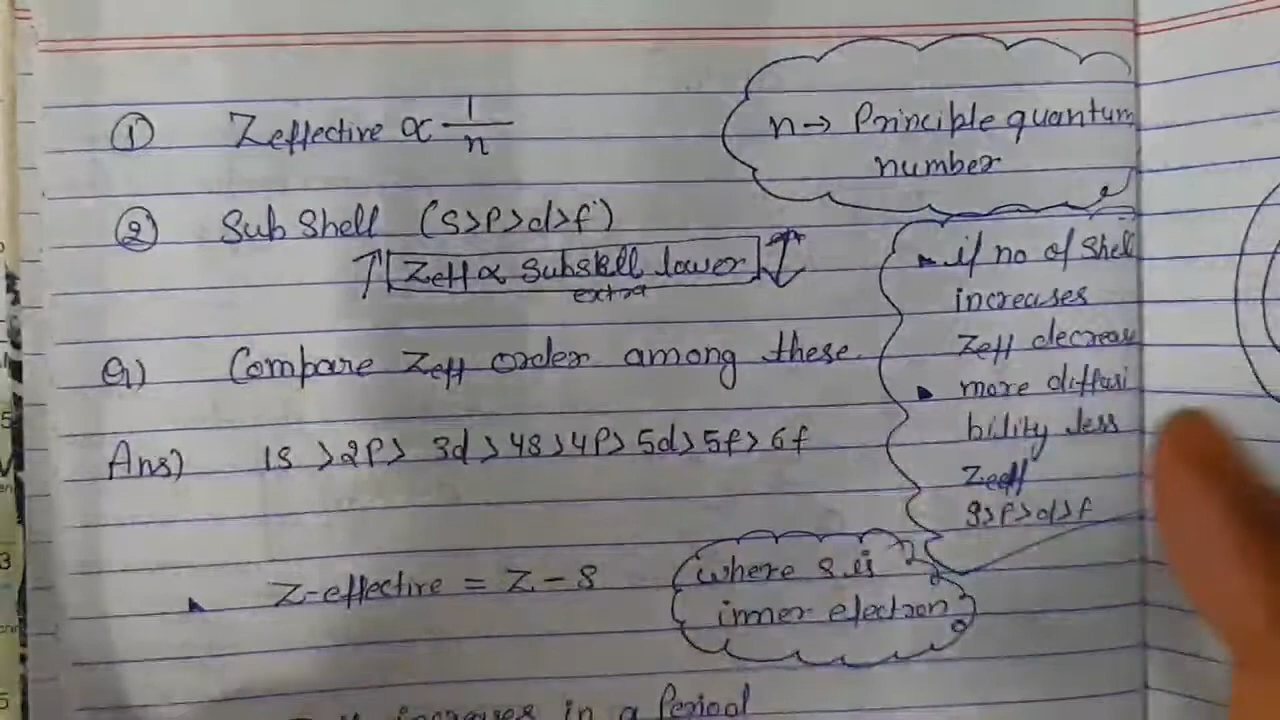 ① Zeffective ∝ 1/n
n→ Principle quantum
number
② Sub Shell (s>p>d>f)
↑ Zeff ∝ Subshell lower ↕
extra
if no of Shell
increases
Zeff decreas
more diffusi
bility less
Zeff
s>p>d>f
Q) Compare Zeff order among these
Ans) 1s >2p> 3d >4s>4p> 5d>5f> 6f
Z-effective = Z-s
where s is
inner electron
increases in a Period